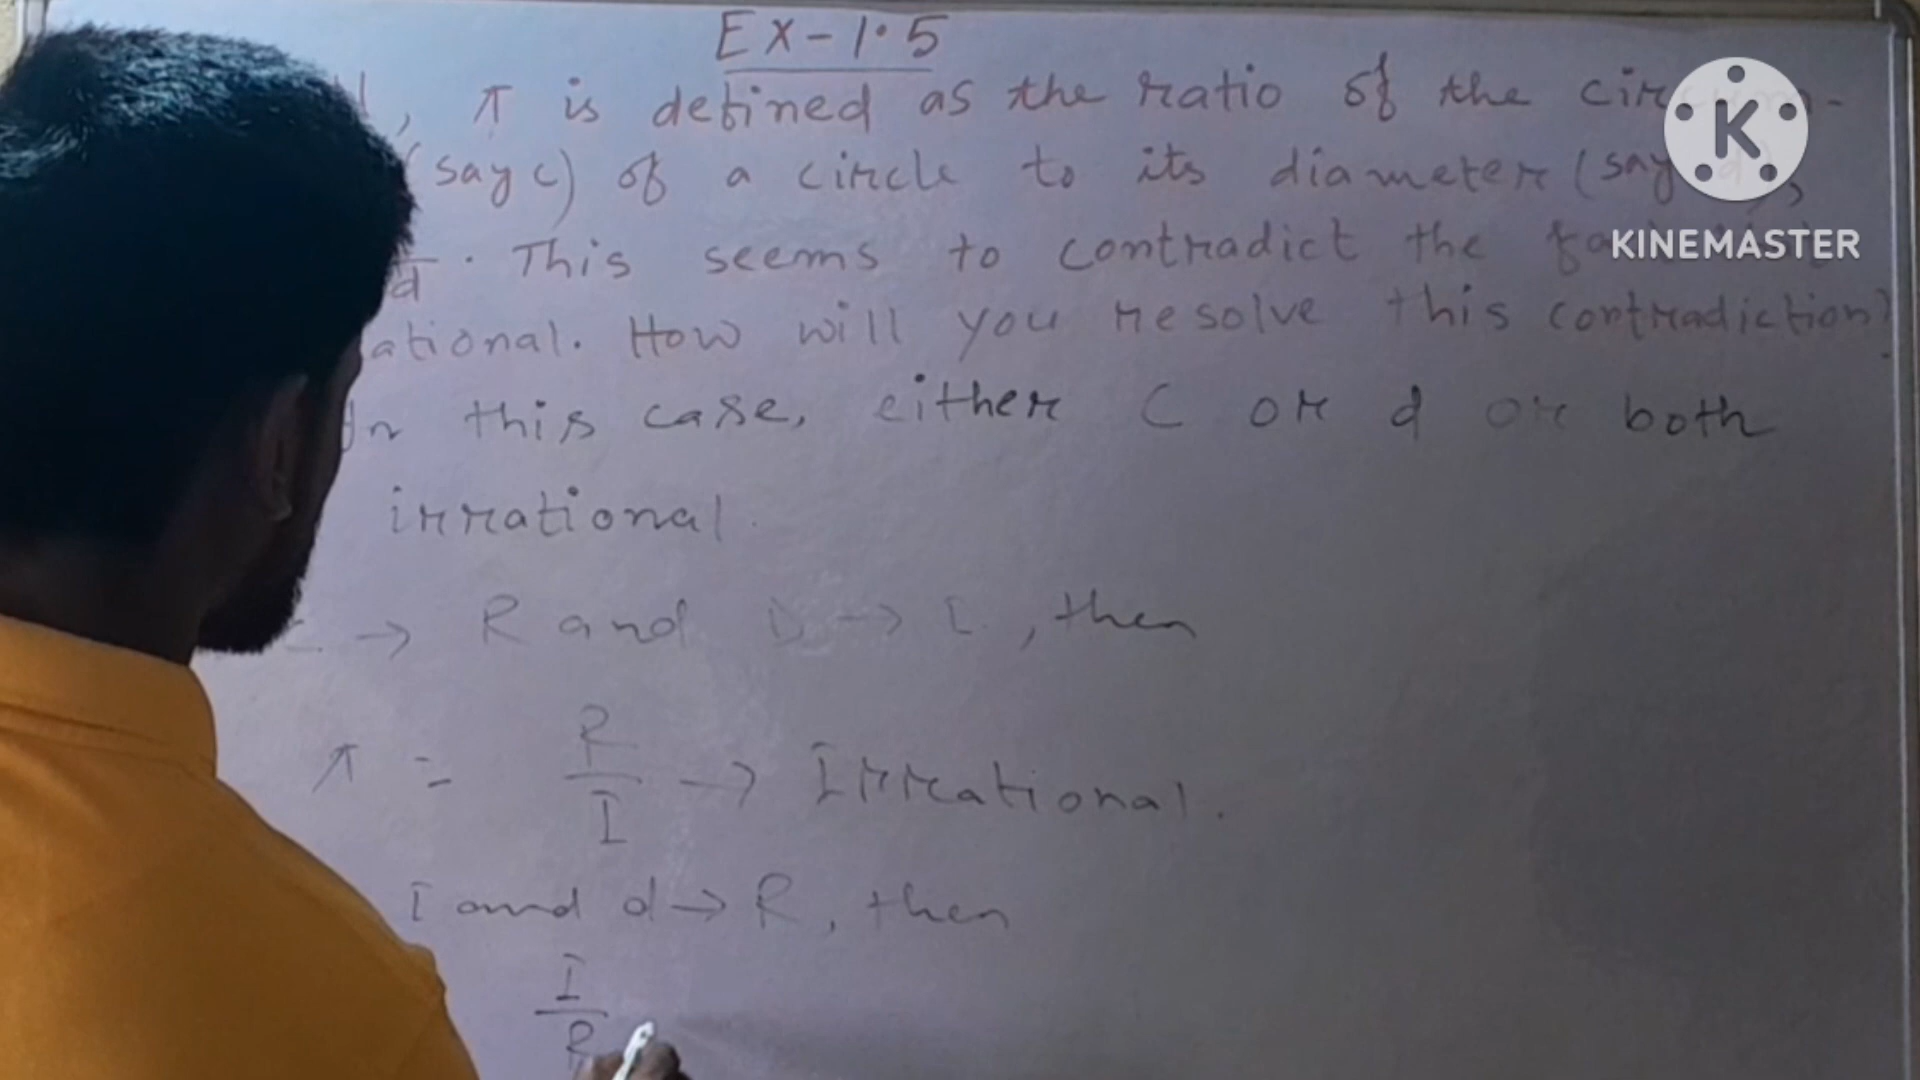 Ex-1.5
, π is defined as the ratio of the
(say c) of a circle to its diameter (say
d. This seems to contradict the
ational. How will you resolve this contradiction?
In this case, either C or d or both
irrational.
→ R and D → I, then
π = R/I → Irrational.
I and d → R, then
I/R
K
KINEMASTER